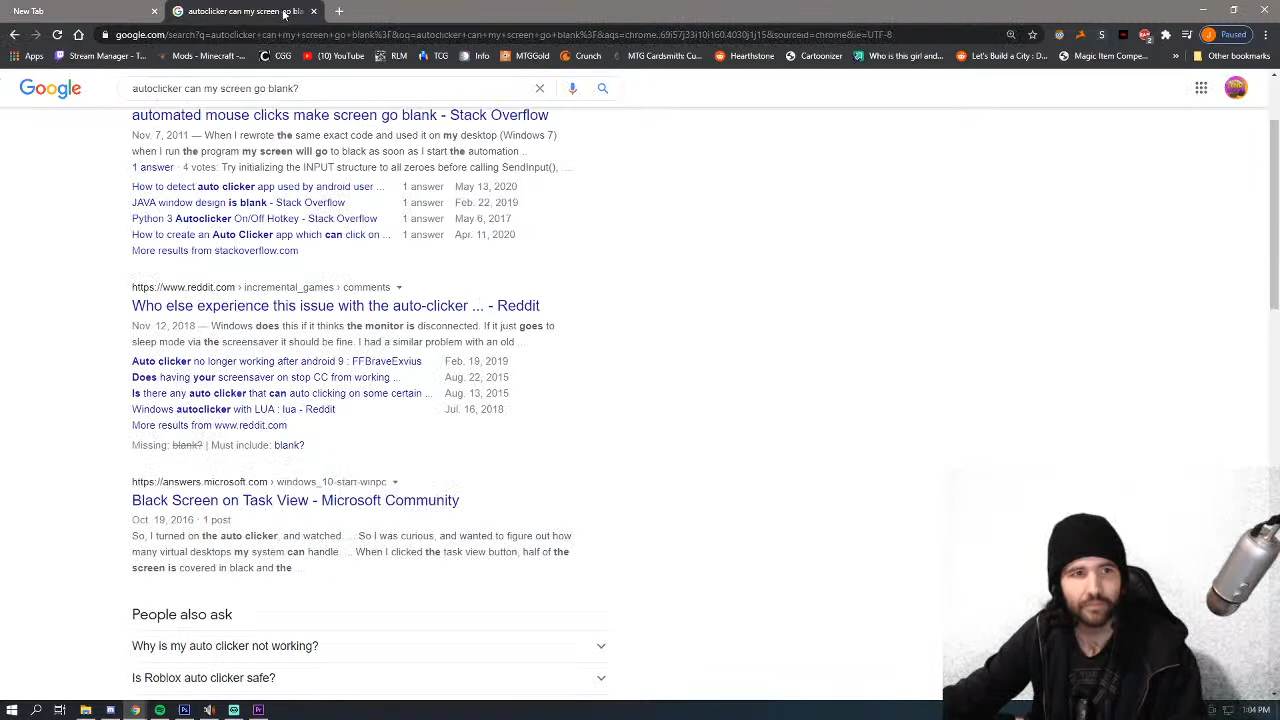 New Tab
autoclicker can my screen go bla
google.com/search?q=autoclicker+can+my+screen+go+blank%3F&oq=autoclicker+can+my+screen+go+blank%3F&aqs=chrome..69i57j33i10i160.4030j1j15&sourceid=chrome&ie=UTF-8
J Paused
Apps
Stream Tutorials
Mods - Minecraft -...
CGG
(10) YouTube
RLM
TCG
Info
MTGGold
Crunch
MTG Cardsmiths Cu...
Hearthstone
Cartoonizer
Who is this girl and...
Let's Build a City : D...
Magic Item Compe...
Other bookmarks
Google
autoclicker can my screen go blank?
automated mouse clicks make screen go blank - Stack Overflow
Nov. 7, 2011 — When I rewrote the same exact code and used it on my desktop (Windows 7)
when I run the program my screen will go to black as soon as I start the automation ..
1 answer · 4 votes: Try initializing the INPUT structure to all zeroes before calling SendInput(), ...
How to detect auto clicker app used by android user ... 1 answer May 13, 2020
JAVA window design is blank - Stack Overflow 1 answer Feb. 22, 2019
Python 3 Autoclicker On/Off Hotkey - Stack Overflow 1 answer May 6, 2017
How to create an Auto Clicker app which can click on ... 1 answer Apr. 11, 2020
More results from stackoverflow.com
https://www.reddit.com › incremental_games › comments
Who else experience this issue with the auto-clicker ... - Reddit
Nov. 12, 2018 — Windows does this if it thinks the monitor is disconnected. If it just goes to
sleep mode via the screensaver it should be fine. I had a similar problem with an old ...
Auto clicker no longer working after android 9 : FFBraveExvius Feb. 19, 2019
Does having your screensaver on stop CC from working ... Aug. 22, 2015
Is there any auto clicker that can auto clicking on some certain ... Aug. 13, 2015
Windows autoclicker with LUA : lua - Reddit Jul. 16, 2018
More results from www.reddit.com
Missing: blank? | Must include: blank?
https://answers.microsoft.com › windows_10-start-winpc
Black Screen on Task View - Microsoft Community
Oct. 19, 2016 · 1 post
So, I turned on the auto clicker, and watched ... So I was curious, and wanted to figure out how
many virtual desktops my system can handle ... When I clicked the task view button, half of the
screen is covered in black and the ...
People also ask
Why is my auto clicker not working?
Is Roblox auto clicker safe?
1:04 PM